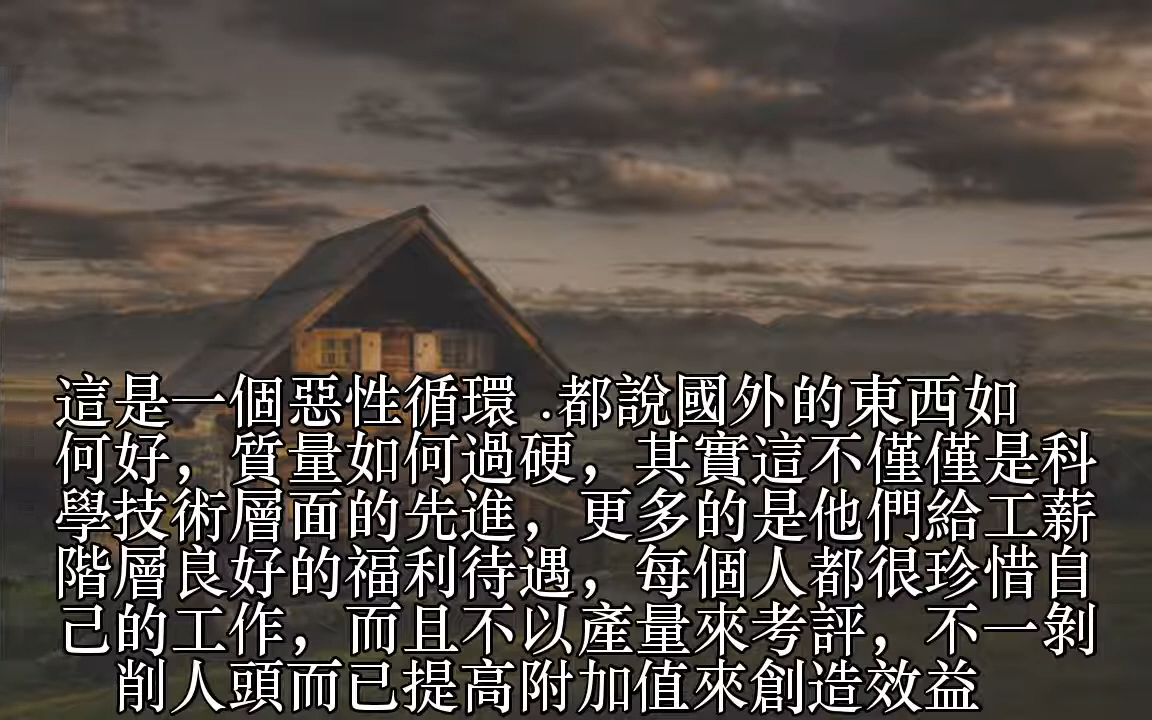 這是一個惡性循環 .都說國外的東西如
何好，質量如何過硬，其實這不僅僅是科
學技術層面的先進，更多的是他們給工薪
階層良好的福利待遇，每個人都很珍惜自
己的工作，而且不以產量來考評，不一剝
削人頭而已提高附加值來創造效益